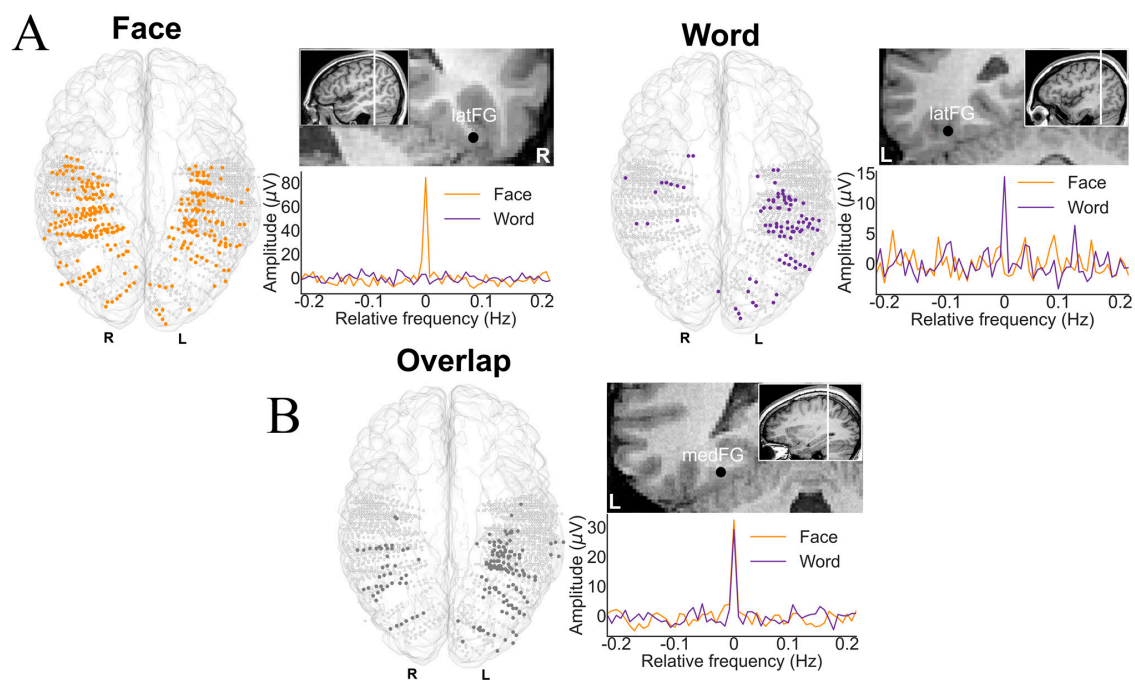 A
Face
R
L
latFG
R
Amplitude (µV)
80
60
40
20
0
Face
Word
-0.2
-0.1
0
0.1
0.2
Relative frequency (Hz)
Word
R
L
latFG
L
Amplitude (µV)
15
10
5
0
Face
Word
-0.2
-0.1
0
0.1
0.2
Relative frequency (Hz)
B
Overlap
R
L
medFG
L
Amplitude (µV)
30
20
10
0
Face
Word
-0.2
-0.1
0
0.1
0.2
Relative frequency (Hz)